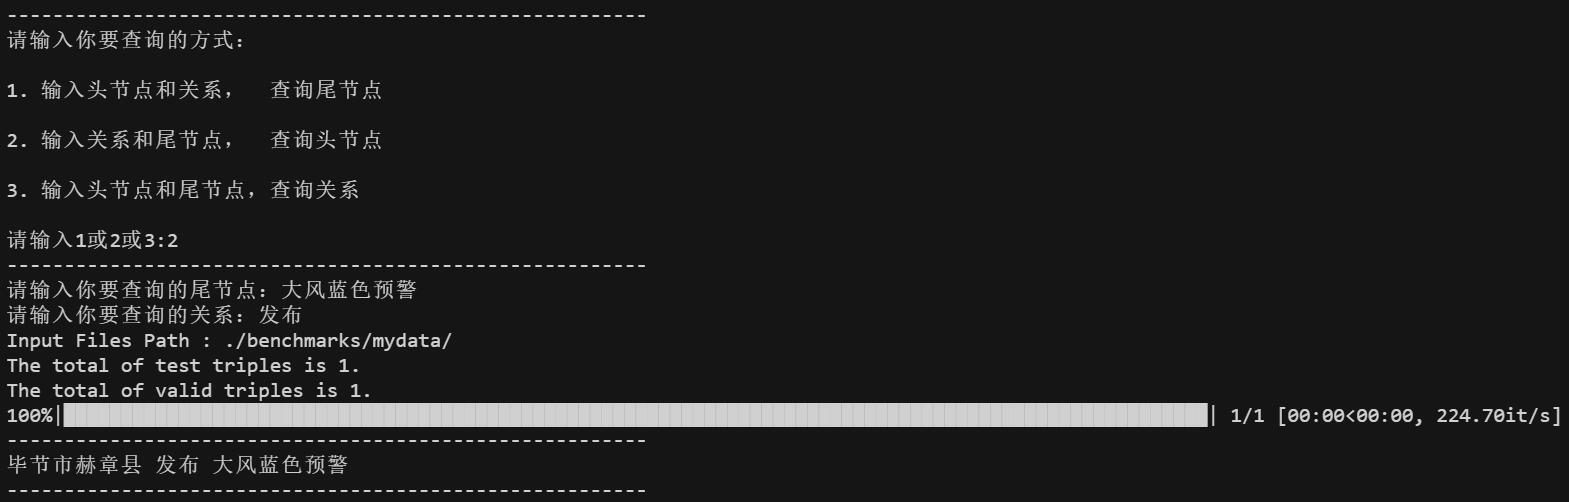 --------------------------------------------------------
请输入你要查询的方式：
1. 输入头节点和关系，  查询尾节点
2. 输入关系和尾节点，  查询头节点
3. 输入头节点和尾节点，查询关系
请输入1或2或3:2
--------------------------------------------------------
请输入你要查询的尾节点：大风蓝色预警
请输入你要查询的关系：发布
Input Files Path : ./benchmarks/mydata/
The total of test triples is 1.
The total of valid triples is 1.
100%|████████████████████████████████████████████████████████████████████████████████████████████████████| 1/1 [00:00<00:00, 224.70it/s]
--------------------------------------------------------
毕节市赫章县 发布 大风蓝色预警
--------------------------------------------------------